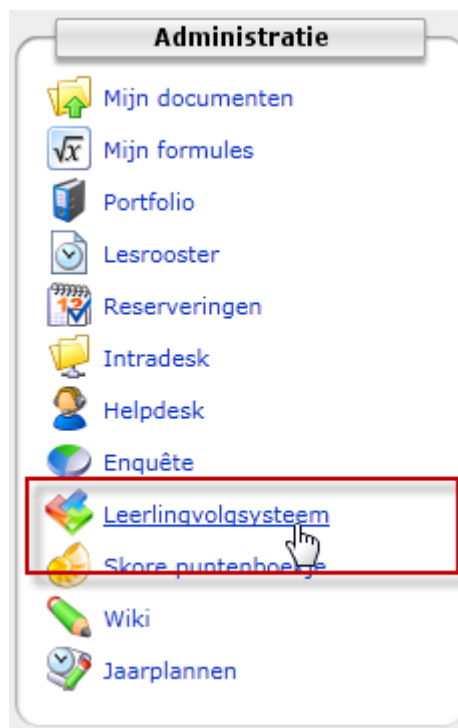 Administratie
Mijn documenten
Mijn formules
Portfolio
Lesrooster
Reserveringen
Intradesk
Helpdesk
Enquête
Leerlingvolgsysteem
Skore puntenboekje
Wiki
Jaarplannen